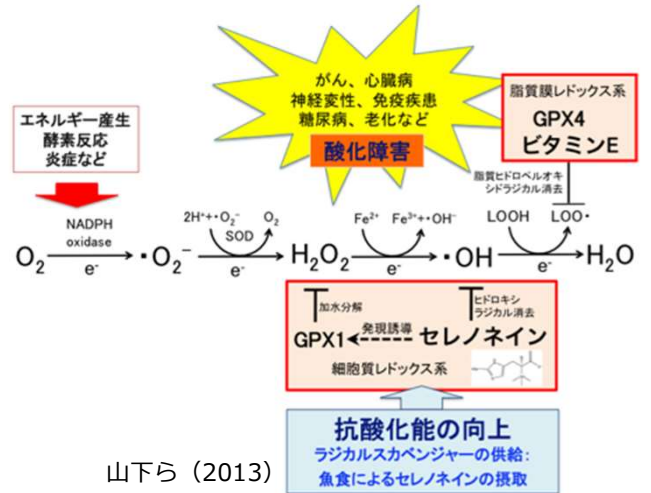 がん、心臓病
神経変性、免疫疾患
糖尿病、老化など
酸化障害
脂質膜レドックス系
GPX4
ビタミンE
エネルギー産生
酵素反応
炎症など
脂質ヒドロペルオキ
シドラジカル消去
NADPH
oxidase
2H⁺+・O₂⁻
O₂
SOD
Fe²⁺
Fe³⁺+・OH⁻
LOOH
LOO・
O₂
e⁻
・O₂⁻
e⁻
H₂O₂
e⁻
・OH
e⁻
H₂O
加水分解
ヒドロキシ
ラジカル消去
GPX1
発現誘導
セレノネイン
細胞質レドックス系
抗酸化能の向上
ラジカルスカベンジャーの供給:
魚食によるセレノネインの摂取
山下ら（2013）